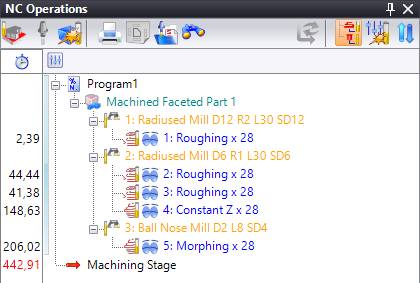 NC Operations
Program1
Machined Faceted Part 1
1: Radiused Mill D12 R2 L30 SD12
2,39 1: Roughing x 28
2: Radiused Mill D6 R1 L30 SD6
44,44 2: Roughing x 28
41,38 3: Roughing x 28
148,63 4: Constant Z x 28
3: Ball Nose Mill D2 L8 SD4
206,02 5: Morphing x 28
442,91 Machining Stage